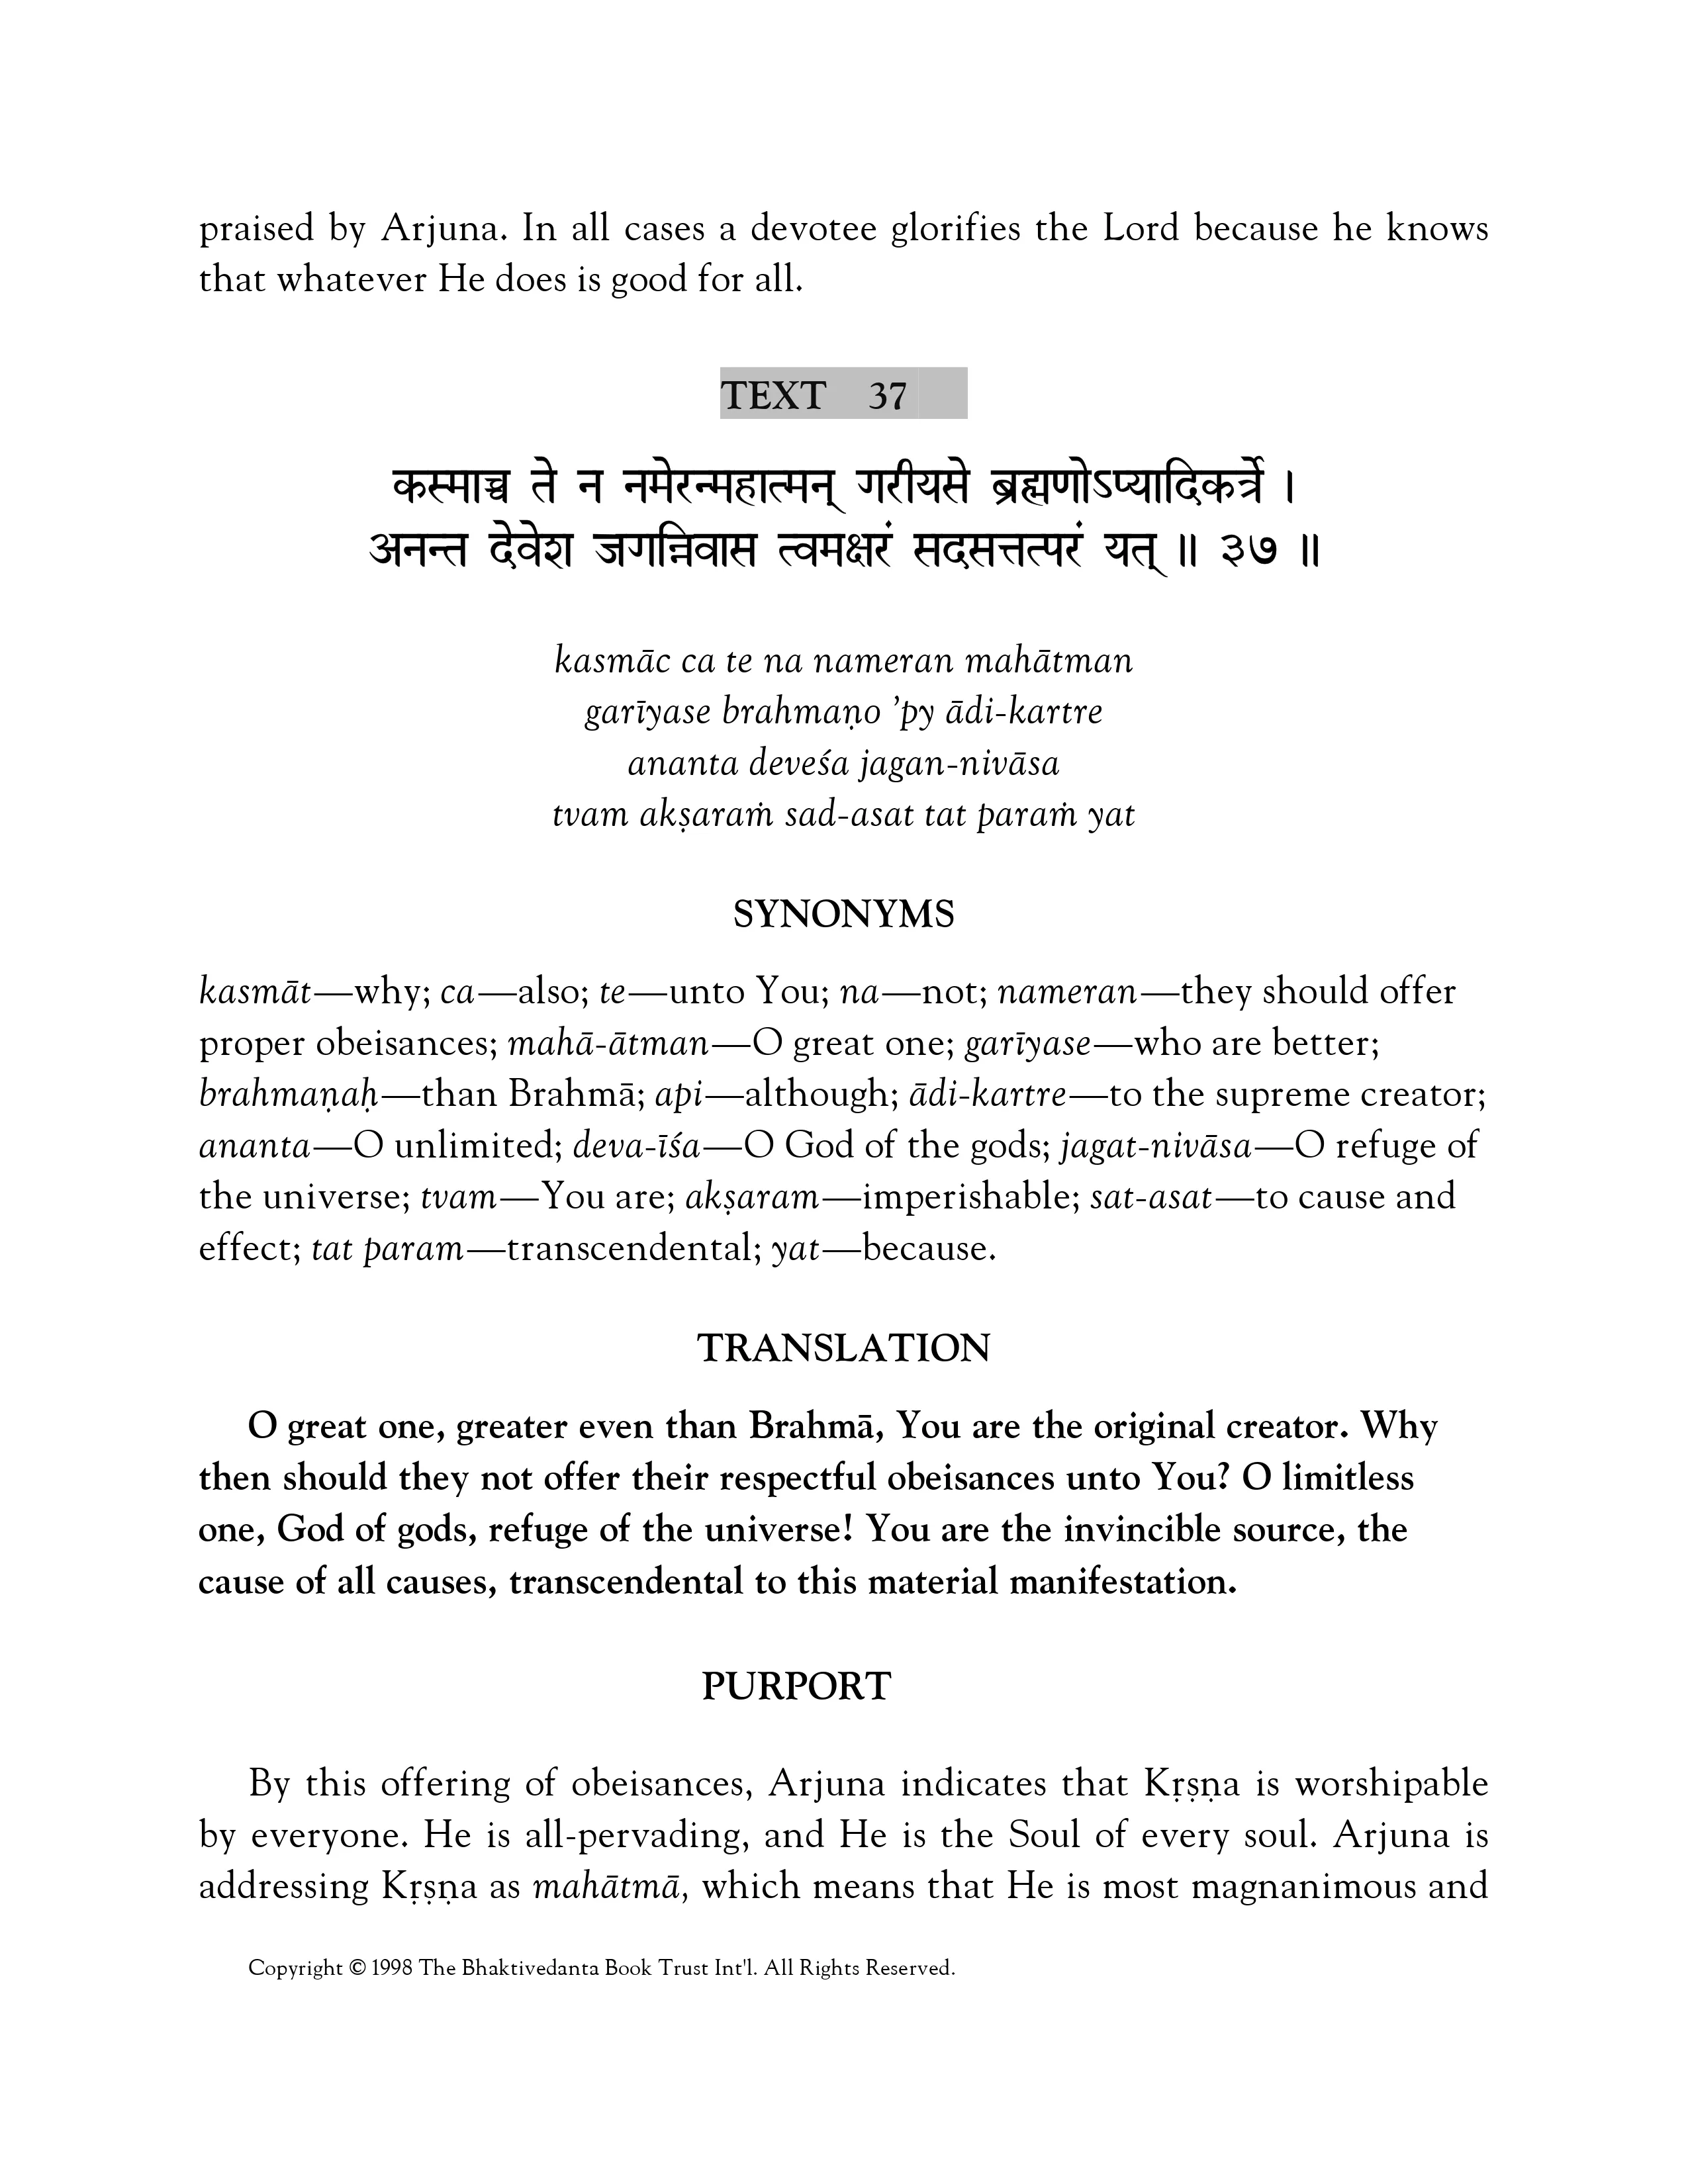 praised by Arjuna. In all cases a devotee glorifies the Lord because he knows
that whatever He does is good for all.
TEXT 37
कस्माच्च ते न नमेरन्महात्मन् गरीयसे ब्रह्मणोऽप्यादिकर्त्रे ।
अनन्त देवेश जगन्निवास त्वमक्षरं सदसत्तत्परं यत् ॥ ३७ ॥
kasmāc ca te na nameran mahātman
garīyase brahmaṇo ’py ādi-kartre
ananta deveśa jagan-nivāsa
tvam akṣaraṁ sad-asat tat paraṁ yat
SYNONYMS
kasmāt—why; ca—also; te—unto You; na—not; nameran—they should offer
proper obeisances; mahā-ātman—O great one; garīyase—who are better;
brahmaṇaḥ—than Brahmā; api—although; ādi-kartre—to the supreme creator;
ananta—O unlimited; deva-īśa—O God of the gods; jagat-nivāsa—O refuge of
the universe; tvam—You are; akṣaram—imperishable; sat-asat—to cause and
effect; tat param—transcendental; yat—because.
TRANSLATION
O great one, greater even than Brahmā, You are the original creator. Why
then should they not offer their respectful obeisances unto You? O limitless
one, God of gods, refuge of the universe! You are the invincible source, the
cause of all causes, transcendental to this material manifestation.
PURPORT
By this offering of obeisances, Arjuna indicates that Kṛṣṇa is worshipable
by everyone. He is all-pervading, and He is the Soul of every soul. Arjuna is
addressing Kṛṣṇa as mahātmā, which means that He is most magnanimous and
Copyright © 1998 The Bhaktivedanta Book Trust Int'l. All Rights Reserved.